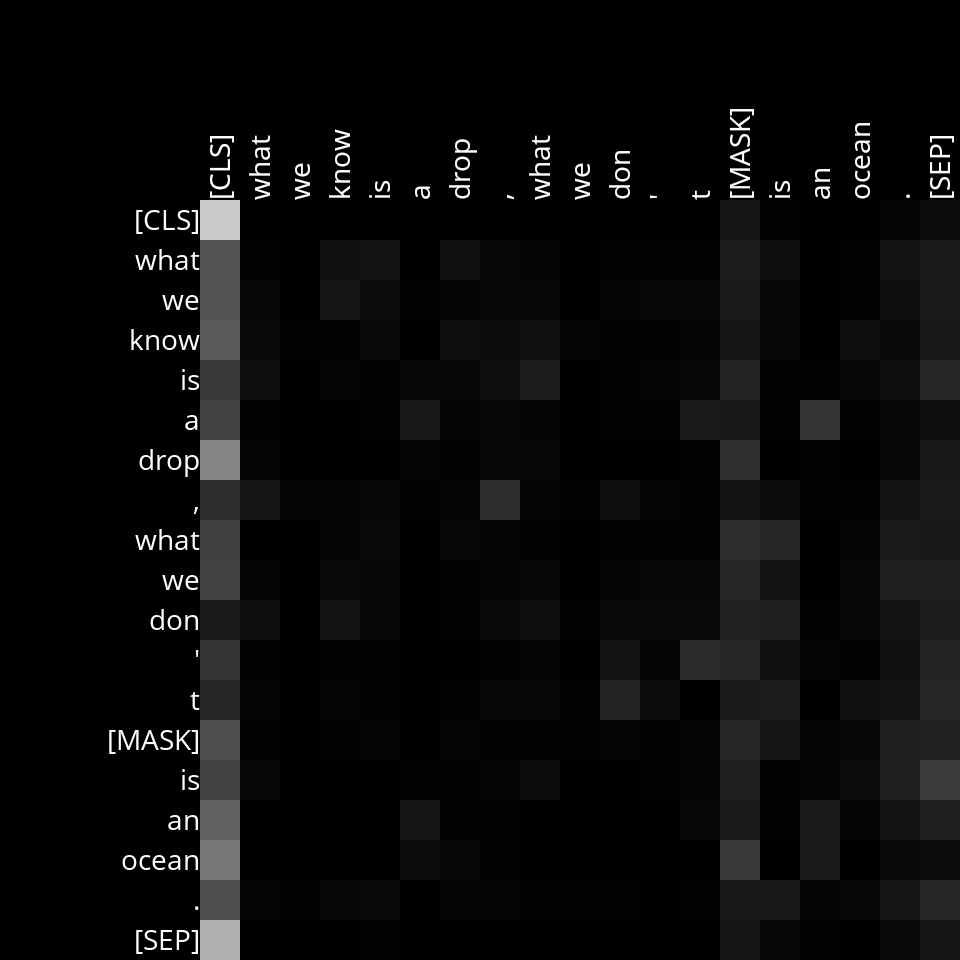 [CLS] what we know is a drop , what we don ' t [MASK] is an ocean . [SEP]
[CLS]
what
we
know
is
a
drop
,
what
we
don
'
t
[MASK]
is
an
ocean
.
[SEP]